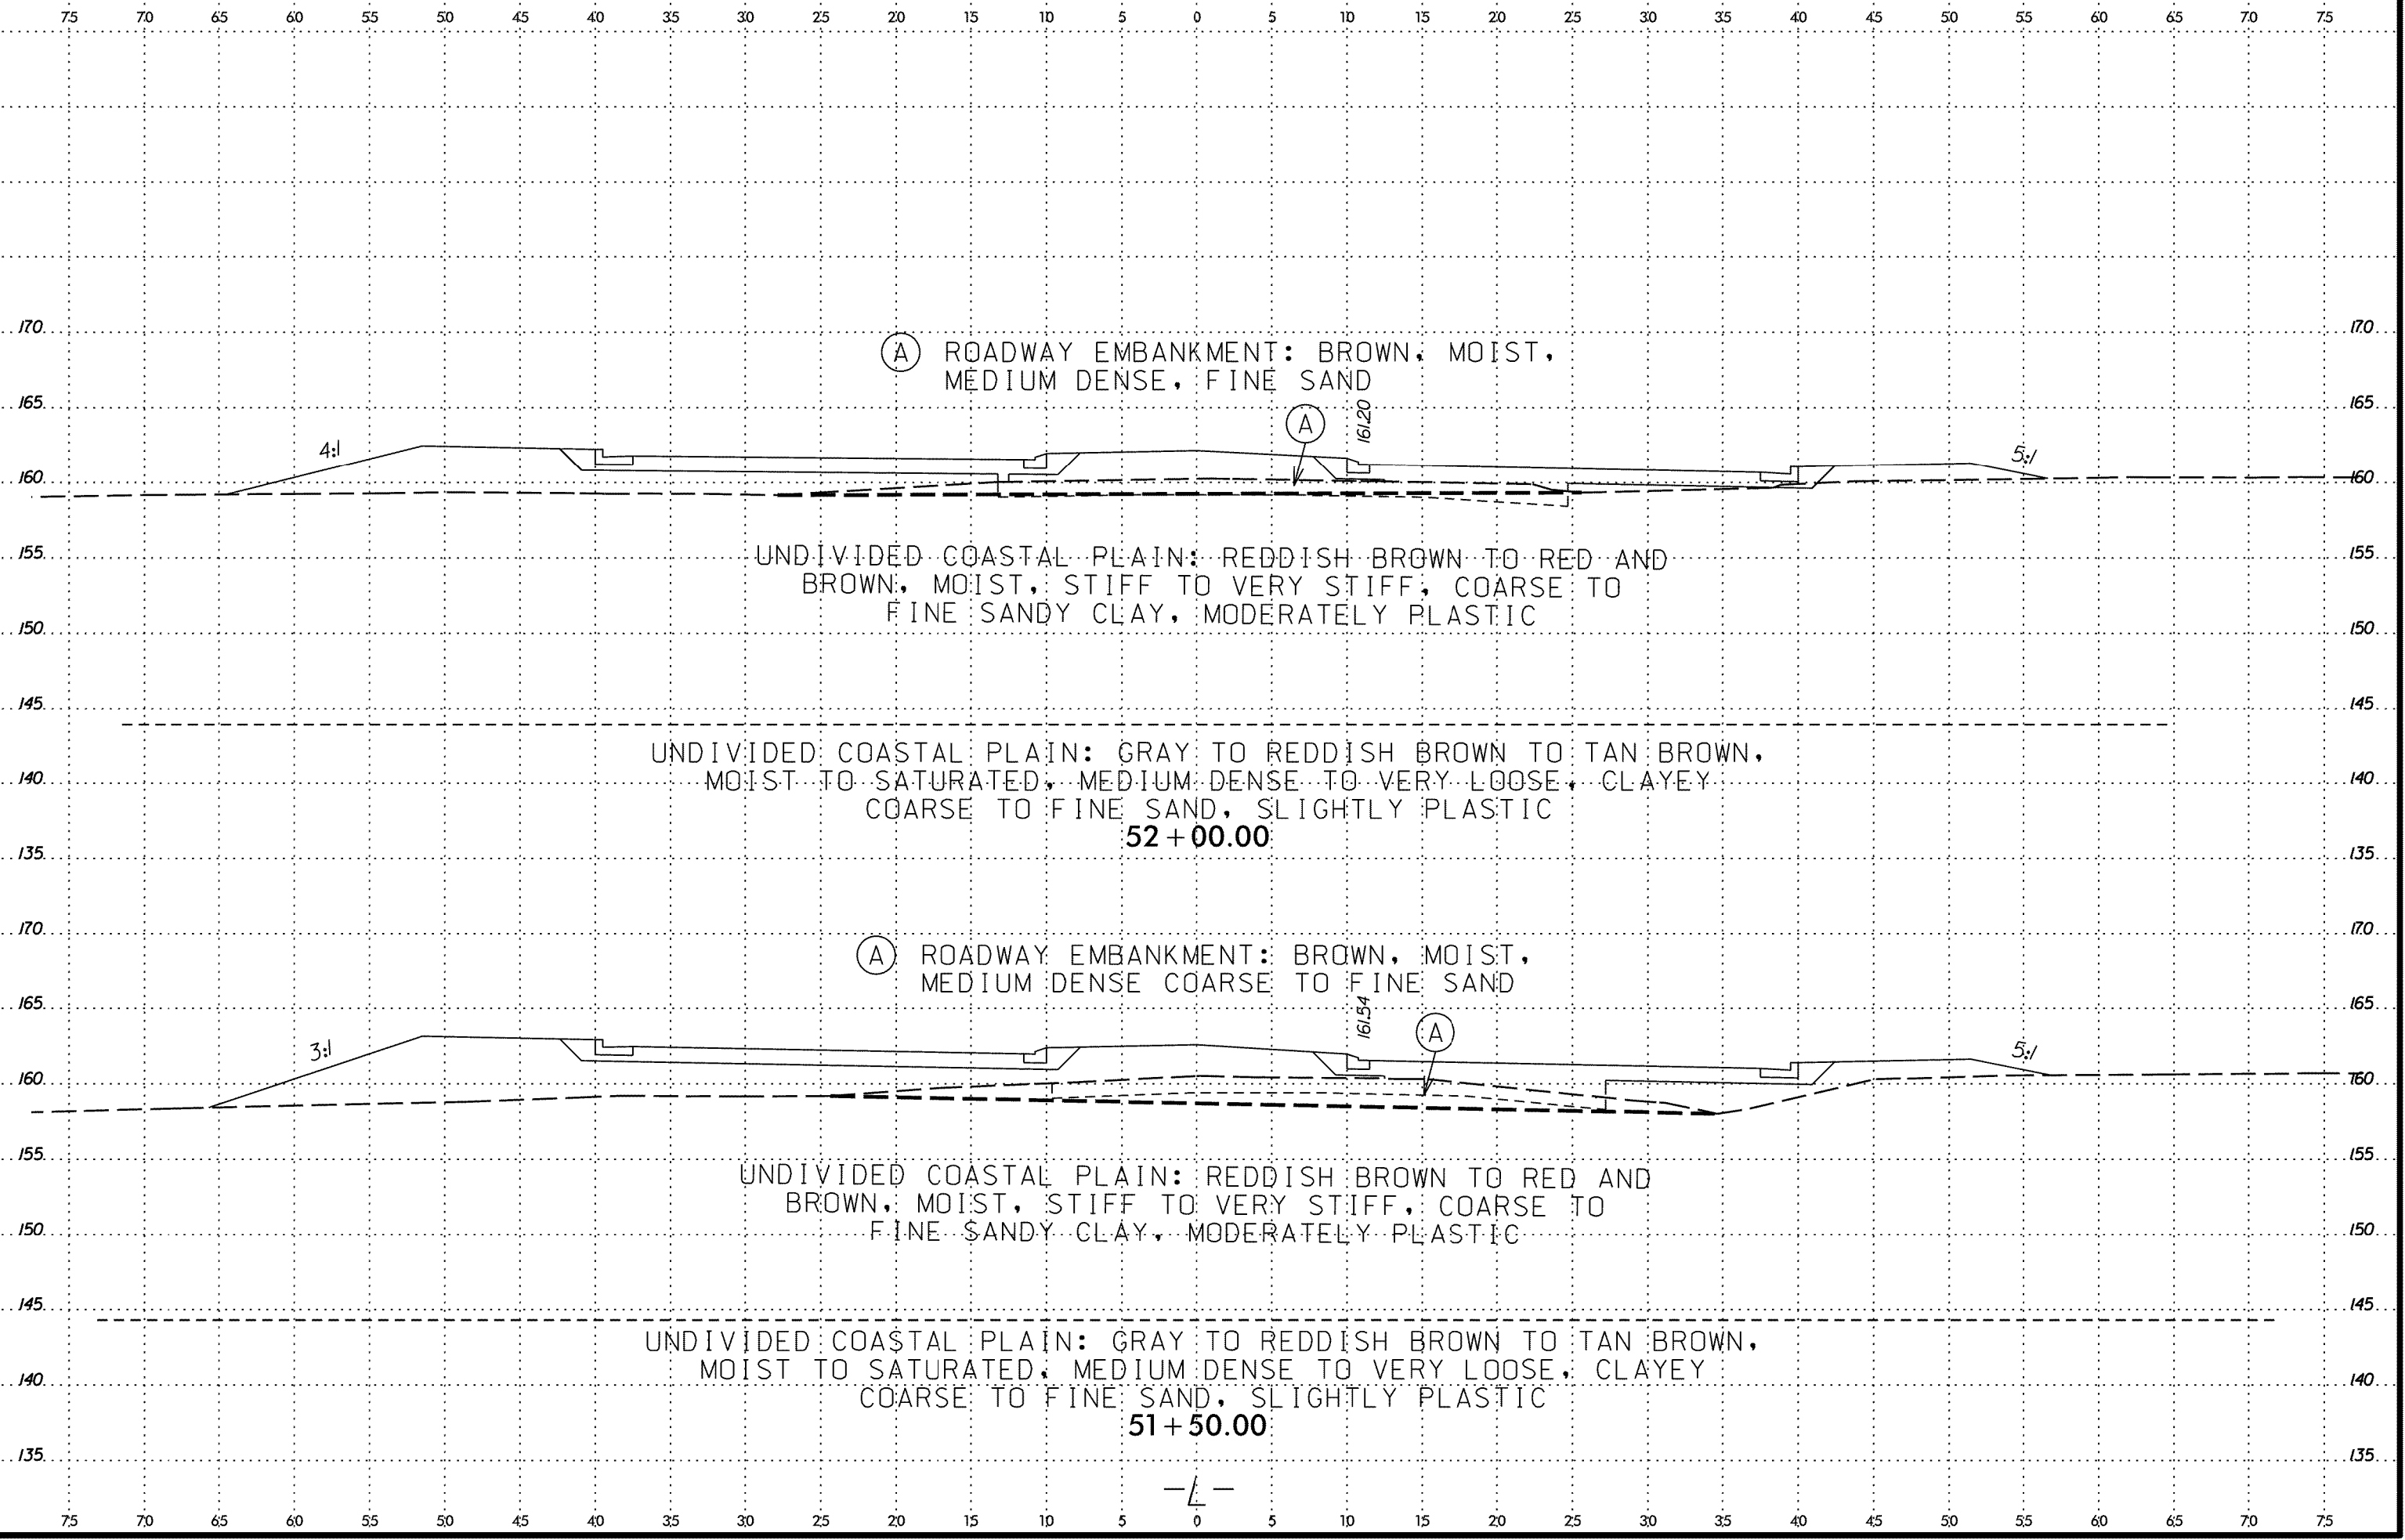 75 70 65 60 55 50 45 40 35 30 25 20 15 10 5 0 5 10 15 20 25 30 35 40 45 50 55 60 65 70 75
170 170
Ⓐ ROADWAY EMBANKMENT: BROWN, MOIST,
MEDIUM DENSE, FINE SAND
165 165
A
161.20
4:1
5:1
160 160
155 155
UNDIVIDED COASTAL PLAIN: REDDISH BROWN TO RED AND
BROWN, MOIST, STIFF TO VERY STIFF, COARSE TO
FINE SANDY CLAY, MODERATELY PLASTIC
150 150
145 145
UNDIVIDED COASTAL PLAIN: GRAY TO REDDISH BROWN TO TAN BROWN,
140 140
MOIST TO SATURATED, MEDIUM DENSE TO VERY LOOSE, CLAYEY
COARSE TO FINE SAND, SLIGHTLY PLASTIC
52+00.00
135 135
170 170
Ⓐ ROADWAY EMBANKMENT: BROWN, MOIST,
MEDIUM DENSE COARSE TO FINE SAND
165 165
161.54
A
3:1
5:1
160 160
155 155
UNDIVIDED COASTAL PLAIN: REDDISH BROWN TO RED AND
BROWN, MOIST, STIFF TO VERY STIFF, COARSE TO
FINE SANDY CLAY, MODERATELY PLASTIC
150 150
145 145
UNDIVIDED COASTAL PLAIN: GRAY TO REDDISH BROWN TO TAN BROWN,
MOIST TO SATURATED, MEDIUM DENSE TO VERY LOOSE, CLAYEY
140 140
COARSE TO FINE SAND, SLIGHTLY PLASTIC
51+50.00
135 135
-L-
75 70 65 60 55 50 45 40 35 30 25 20 15 10 5 0 5 10 15 20 25 30 35 40 45 50 55 60 65 70 75